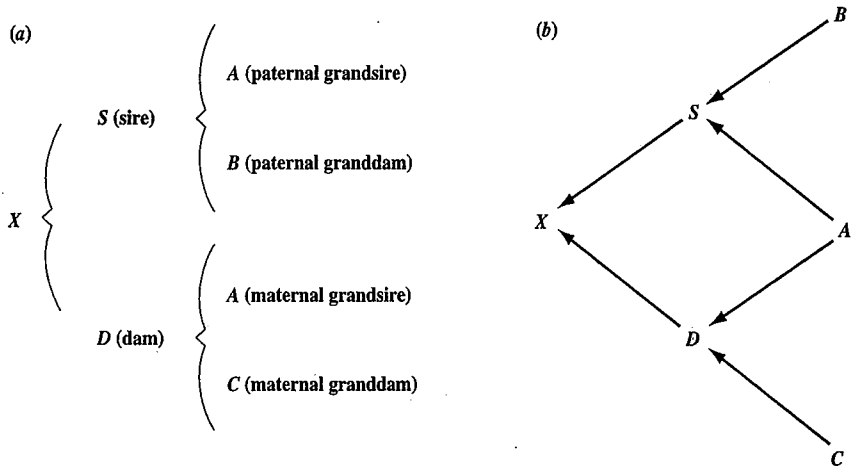 (a)
A (paternal grandsire)
S (sire)
B (paternal granddam)
X
A (maternal grandsire)
D (dam)
C (maternal granddam)
(b)
B
S
X
A
D
C